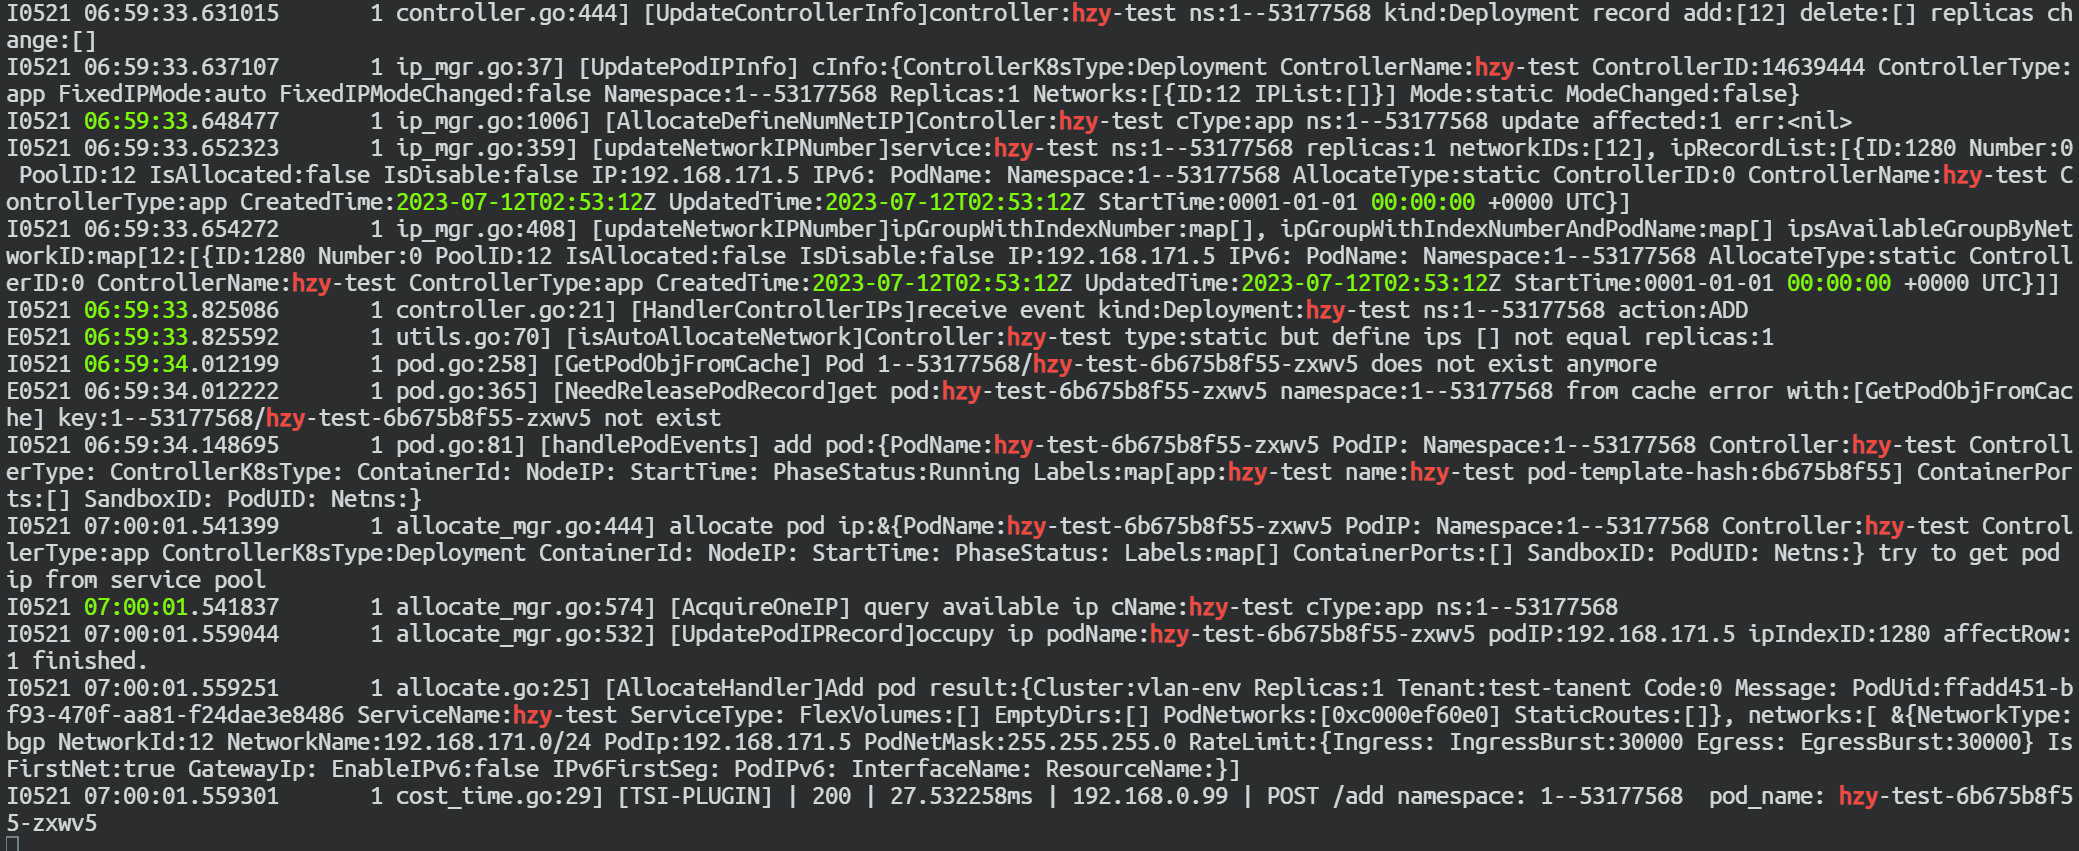 I0521 06:59:33.631015       1 controller.go:444] [UpdateControllerInfo]controller:hzy-test ns:1--53177568 kind:Deployment record add:[12] delete:[] replicas ch
ange:[]
I0521 06:59:33.637107       1 ip_mgr.go:37] [UpdatePodIPInfo] cInfo:{ControllerK8sType:Deployment ControllerName:hzy-test ControllerID:14639444 ControllerType:
app FixedIPMode:auto FixedIPModeChanged:false Namespace:1--53177568 Replicas:1 Networks:[{ID:12 IPList:[]}] Mode:static ModeChanged:false}
I0521 06:59:33.648477       1 ip_mgr.go:1006] [AllocateDefineNumNetIP]Controller:hzy-test cType:app ns:1--53177568 update affected:1 err:<nil>
I0521 06:59:33.652323       1 ip_mgr.go:359] [updateNetworkIPNumber]service:hzy-test ns:1--53177568 replicas:1 networkIDs:[12], ipRecordList:[{ID:1280 Number:0
 PoolID:12 IsAllocated:false IsDisable:false IP:192.168.171.5 IPv6: PodName: Namespace:1--53177568 AllocateType:static ControllerID:0 ControllerName:hzy-test C
ontrollerType:app CreatedTime:2023-07-12T02:53:12Z UpdatedTime:2023-07-12T02:53:12Z StartTime:0001-01-01 00:00:00 +0000 UTC}]
I0521 06:59:33.654272       1 ip_mgr.go:408] [updateNetworkIPNumber]ipGroupWithIndexNumber:map[], ipGroupWithIndexNumberAndPodName:map[] ipsAvailableGroupByNet
workID:map[12:[{ID:1280 Number:0 PoolID:12 IsAllocated:false IsDisable:false IP:192.168.171.5 IPv6: PodName: Namespace:1--53177568 AllocateType:static Controll
erID:0 ControllerName:hzy-test ControllerType:app CreatedTime:2023-07-12T02:53:12Z UpdatedTime:2023-07-12T02:53:12Z StartTime:0001-01-01 00:00:00 +0000 UTC}]]
I0521 06:59:33.825086       1 controller.go:21] [HandlerControllerIPs]receive event kind:Deployment:hzy-test ns:1--53177568 action:ADD
E0521 06:59:33.825592       1 utils.go:70] [isAutoAllocateNetwork]Controller:hzy-test type:static but define ips [] not equal replicas:1
I0521 06:59:34.012199       1 pod.go:258] [GetPodObjFromCache] Pod 1--53177568/hzy-test-6b675b8f55-zxwv5 does not exist anymore
E0521 06:59:34.012222       1 pod.go:365] [NeedReleasePodRecord]get pod:hzy-test-6b675b8f55-zxwv5 namespace:1--53177568 from cache error with:[GetPodObjFromCac
he] key:1--53177568/hzy-test-6b675b8f55-zxwv5 not exist
I0521 06:59:34.148695       1 pod.go:81] [handlePodEvents] add pod:{PodName:hzy-test-6b675b8f55-zxwv5 PodIP: Namespace:1--53177568 Controller:hzy-test Controll
erType: ControllerK8sType: ContainerId: NodeIP: StartTime: PhaseStatus:Running Labels:map[app:hzy-test name:hzy-test pod-template-hash:6b675b8f55] ContainerPor
ts:[] SandboxID: PodUID: Netns:}
I0521 07:00:01.541399       1 allocate_mgr.go:444] allocate pod ip:&{PodName:hzy-test-6b675b8f55-zxwv5 PodIP: Namespace:1--53177568 Controller:hzy-test Control
lerType:app ControllerK8sType:Deployment ContainerId: NodeIP: StartTime: PhaseStatus: Labels:map[] ContainerPorts:[] SandboxID: PodUID: Netns:} try to get pod 
ip from service pool
I0521 07:00:01.541837       1 allocate_mgr.go:574] [AcquireOneIP] query available ip cName:hzy-test cType:app ns:1--53177568
I0521 07:00:01.559044       1 allocate_mgr.go:532] [UpdatePodIPRecord]occupy ip podName:hzy-test-6b675b8f55-zxwv5 podIP:192.168.171.5 ipIndexID:1280 affectRow:
1 finished.
I0521 07:00:01.559251       1 allocate.go:25] [AllocateHandler]Add pod result:{Cluster:vlan-env Replicas:1 Tenant:test-tanent Code:0 Message: PodUid:ffadd451-b
f93-470f-aa81-f24dae3e8486 ServiceName:hzy-test ServiceType: FlexVolumes:[] EmptyDirs:[] PodNetworks:[0xc000ef60e0] StaticRoutes:[]}, networks:[ &{NetworkType:
bgp NetworkId:12 NetworkName:192.168.171.0/24 PodIp:192.168.171.5 PodNetMask:255.255.255.0 RateLimit:{Ingress: IngressBurst:30000 Egress: EgressBurst:30000} Is
FirstNet:true GatewayIp: EnableIPv6:false IPv6FirstSeg: PodIPv6: InterfaceName: ResourceName:}]
I0521 07:00:01.559301       1 cost_time.go:29] [TSI-PLUGIN] | 200 | 27.532258ms | 192.168.0.99 | POST /add namespace: 1--53177568  pod_name: hzy-test-6b675b8f5
5-zxwv5